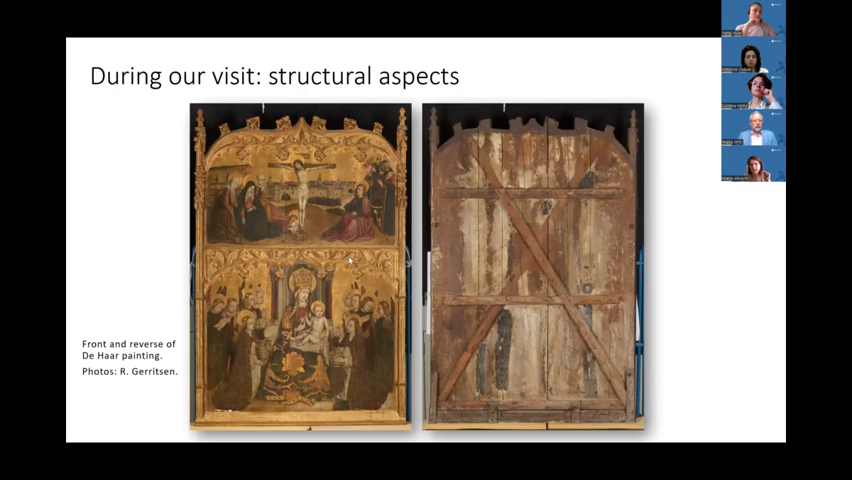 During our visit: structural aspects
Front and reverse of
De Haar painting.
Photos: R. Gerritsen.